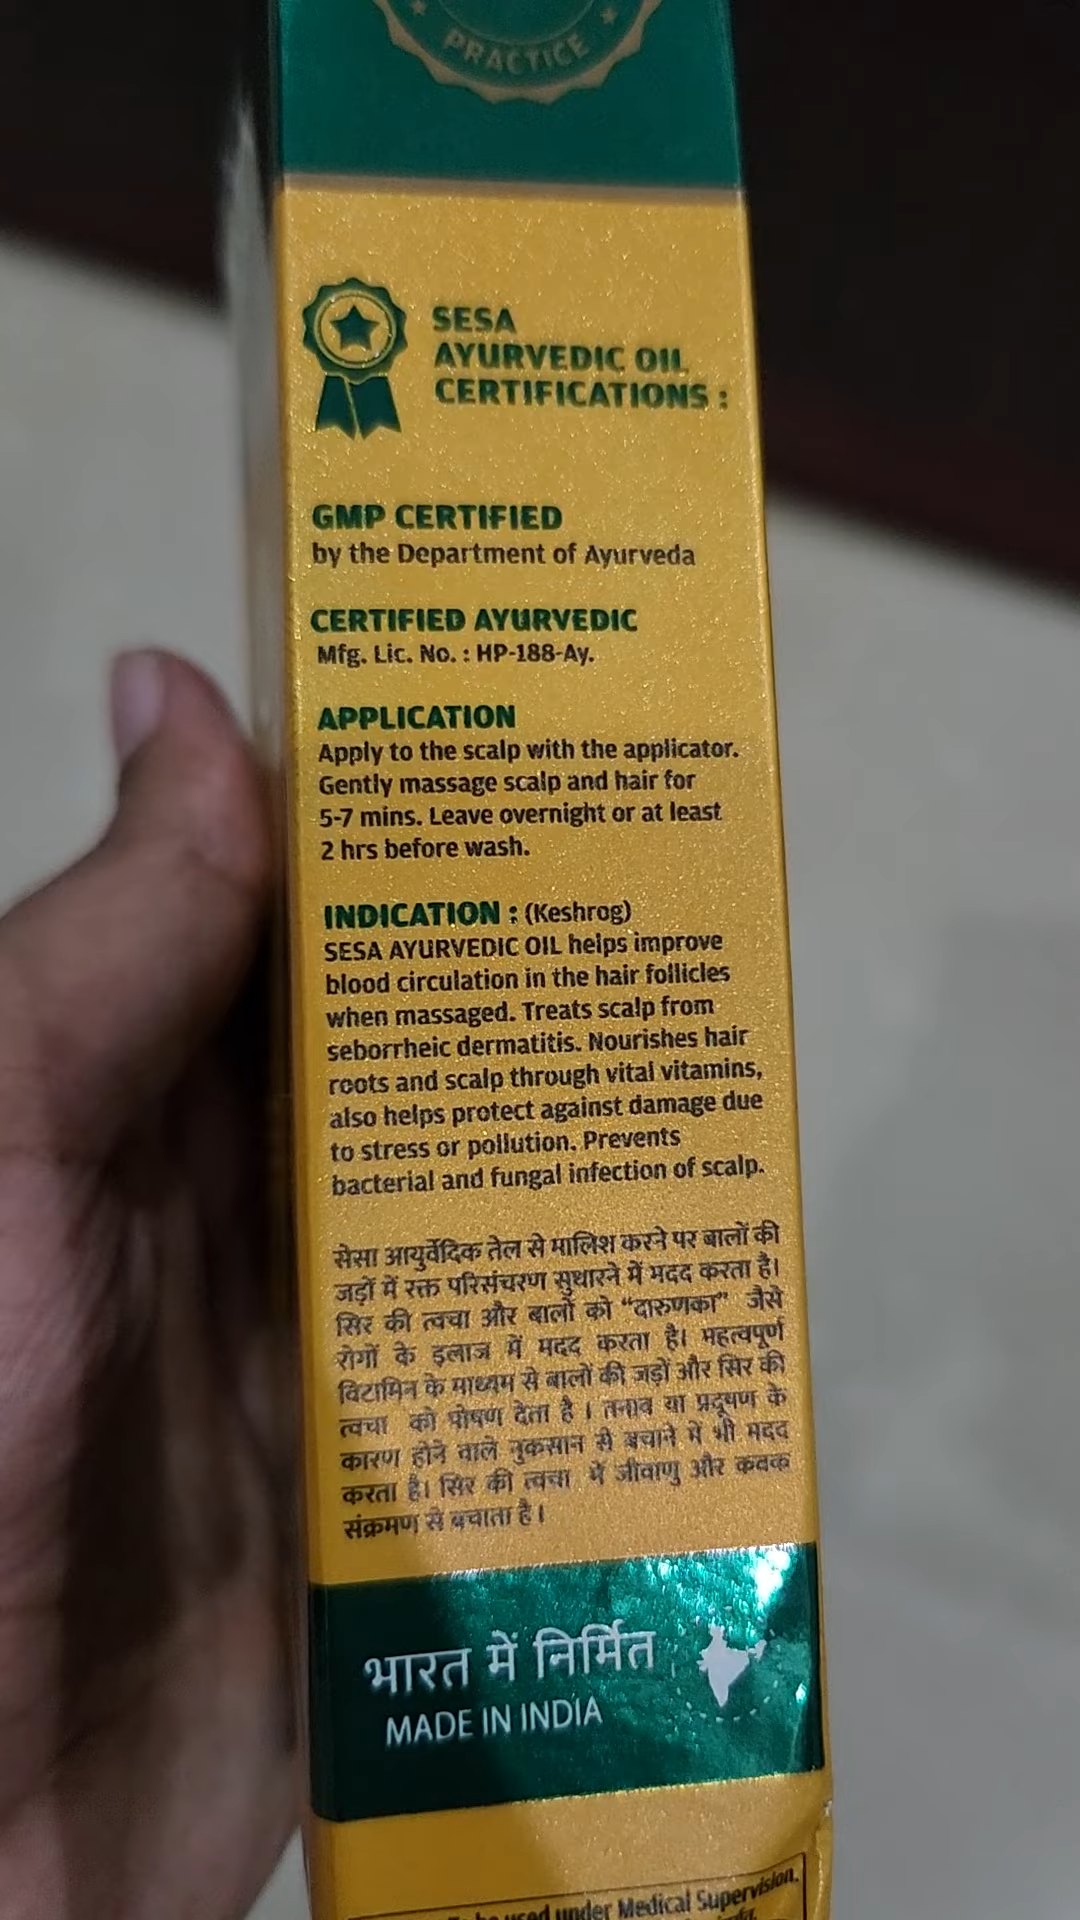 PRACTICE
SESA
AYURVEDIC OIL
CERTIFICATIONS :
GMP CERTIFIED
by the Department of Ayurveda
CERTIFIED AYURVEDIC
Mfg. Lic. No. : HP-188-Ay.
APPLICATION
Apply to the scalp with the applicator.
Gently massage scalp and hair for
5-7 mins. Leave overnight or at least
2 hrs before wash.
INDICATION : (Keshrog)
SESA AYURVEDIC OIL helps improve
blood circulation in the hair follicles
when massaged. Treats scalp from
seborrheic dermatitis. Nourishes hair
roots and scalp through vital vitamins,
also helps protect against damage due
to stress or pollution. Prevents
bacterial and fungal infection of scalp.
सेसा आयुर्वेदिक तेल से मालिश करने पर बालों की
जड़ों में रक्त परिसंचरण सुधारने में मदद करता है।
सिर की त्वचा और बालों को “दारुणका” जैसे
रोगों के इलाज में मदद करता है। महत्वपूर्ण
विटामिन के माध्यम से बालों की जड़ों और सिर की
त्वचा को पोषण देता है । तनाव या प्रदूषण के
कारण होने वाले नुकसान से बचाने में भी मदद
करता है। सिर की त्वचा में जीवाणु और कवक
संक्रमण से बचाता है।
भारत में निर्मित
MADE IN INDIA
be used under Medical Supervision.